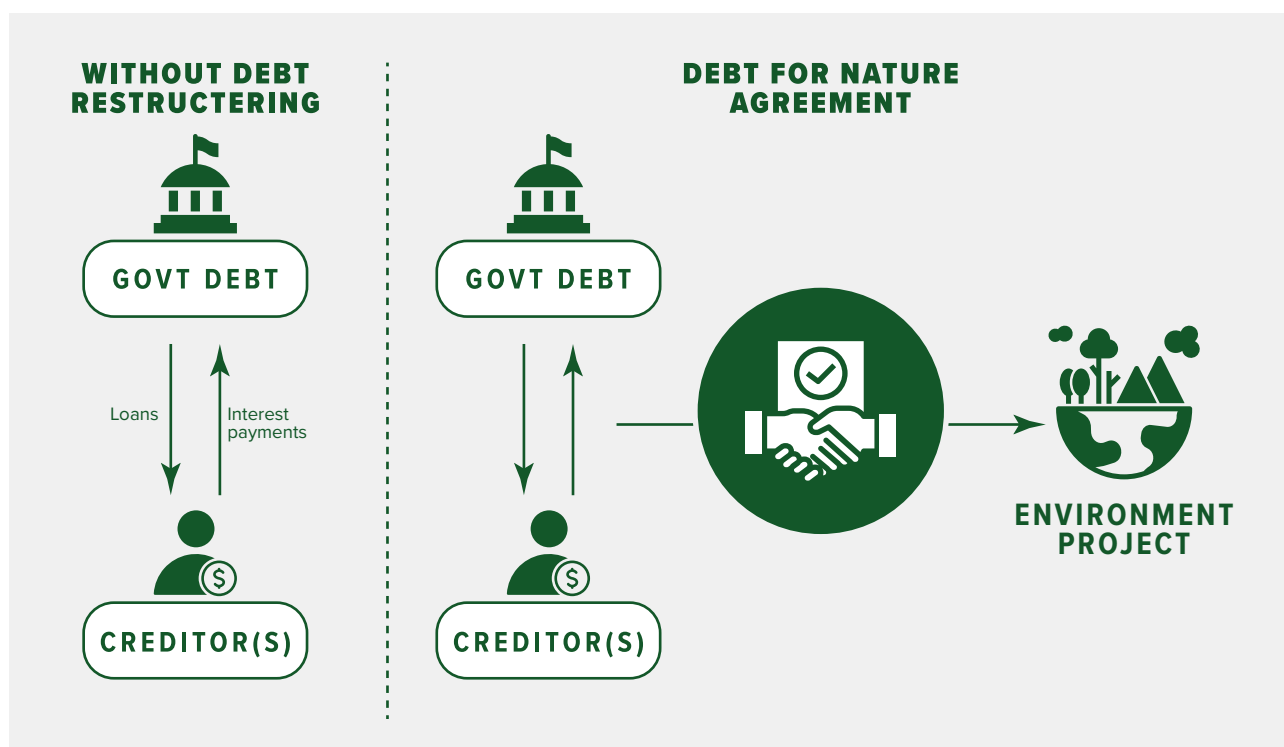 WITHOUT DEBT
RESTRUCTERING
GOVT DEBT
Loans
Interest
payments
$
CREDITOR(S)
DEBT FOR NATURE
AGREEMENT
GOVT DEBT
$
CREDITOR(S)
ENVIRONMENT
PROJECT